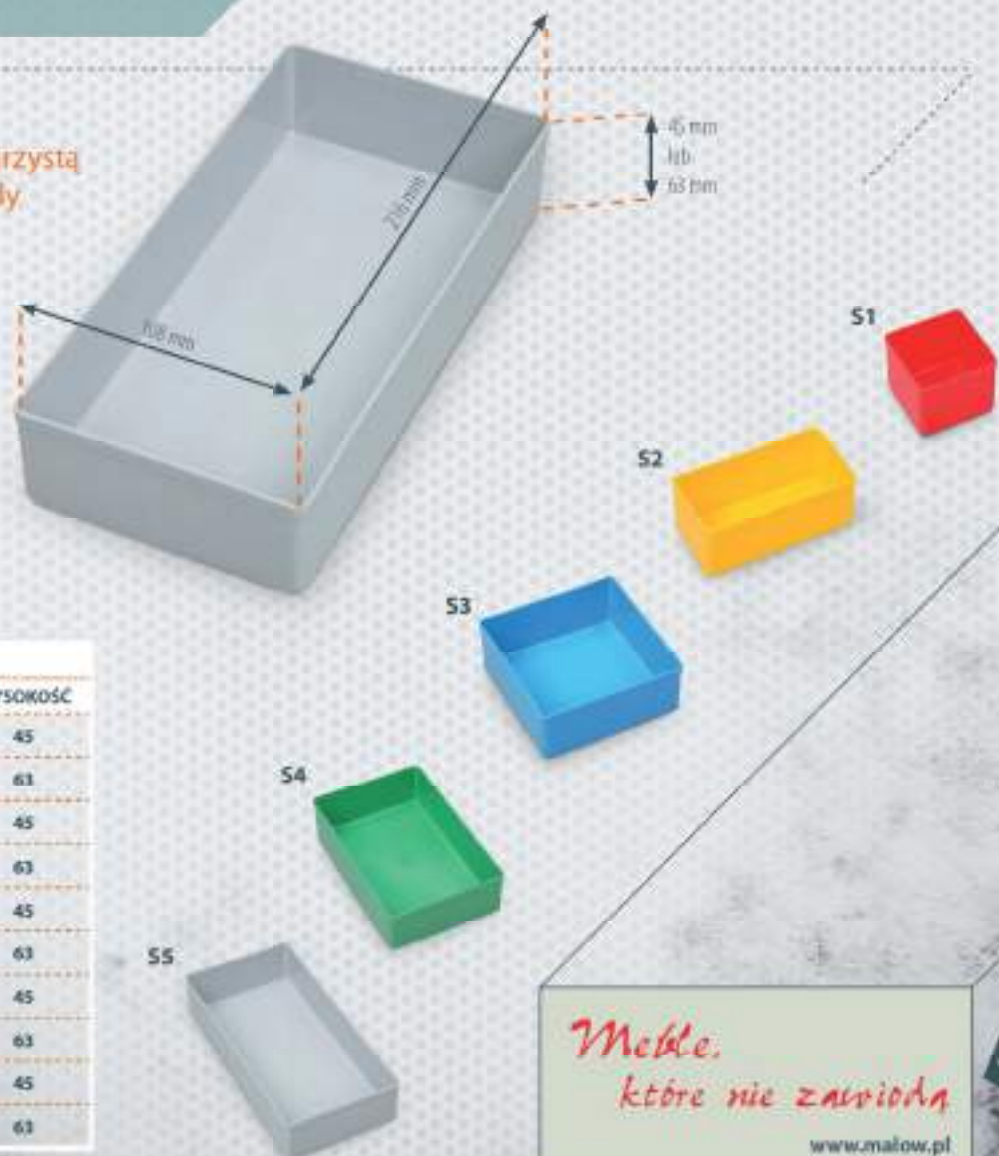 rzystą
ły
45 mm
lub
63 mm
216 mm
108 mm
S1
S2
S3
S4
S5
YSOKOŚĆ
45
63
45
63
45
63
45
63
45
63
Meble.
które nie zawiodą
www.malow.pl